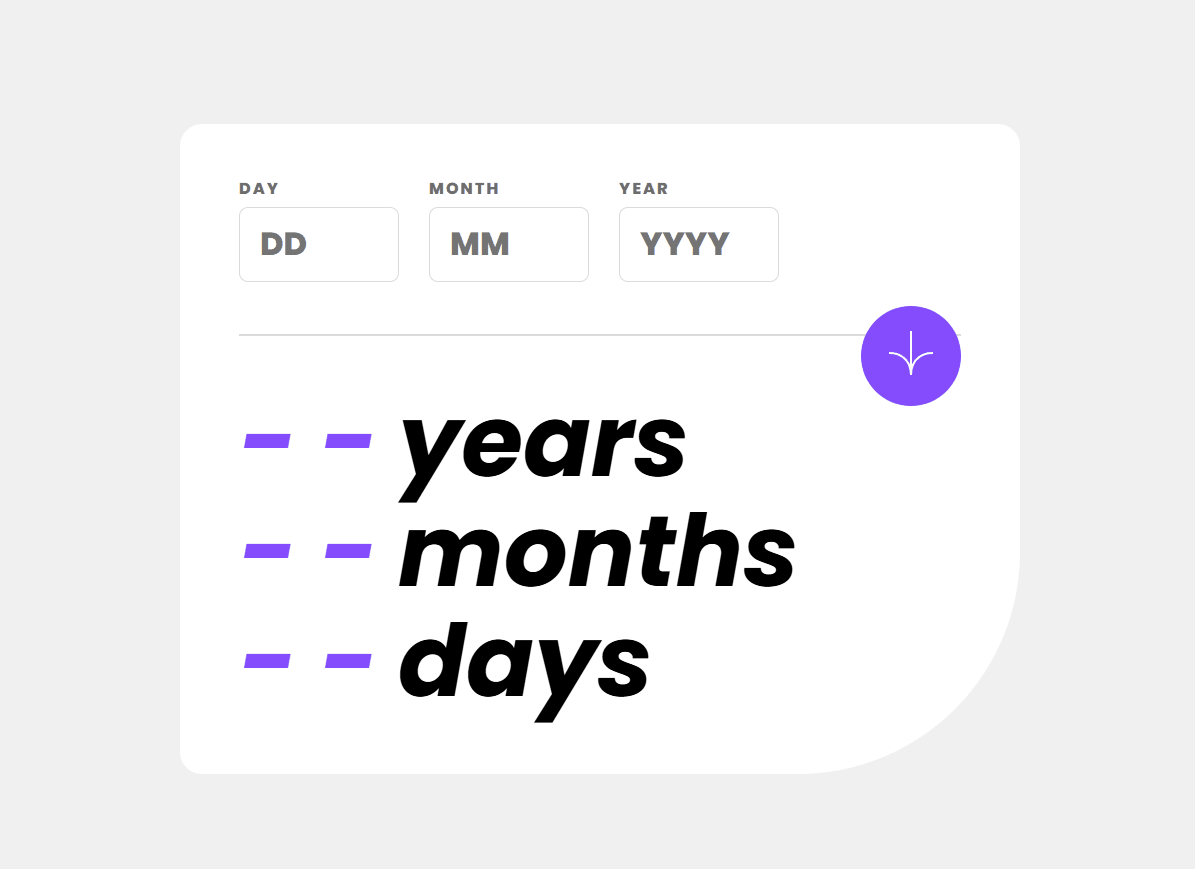 DAY MONTH YEAR
DD MM YYYY
- - years
- - months
- - days